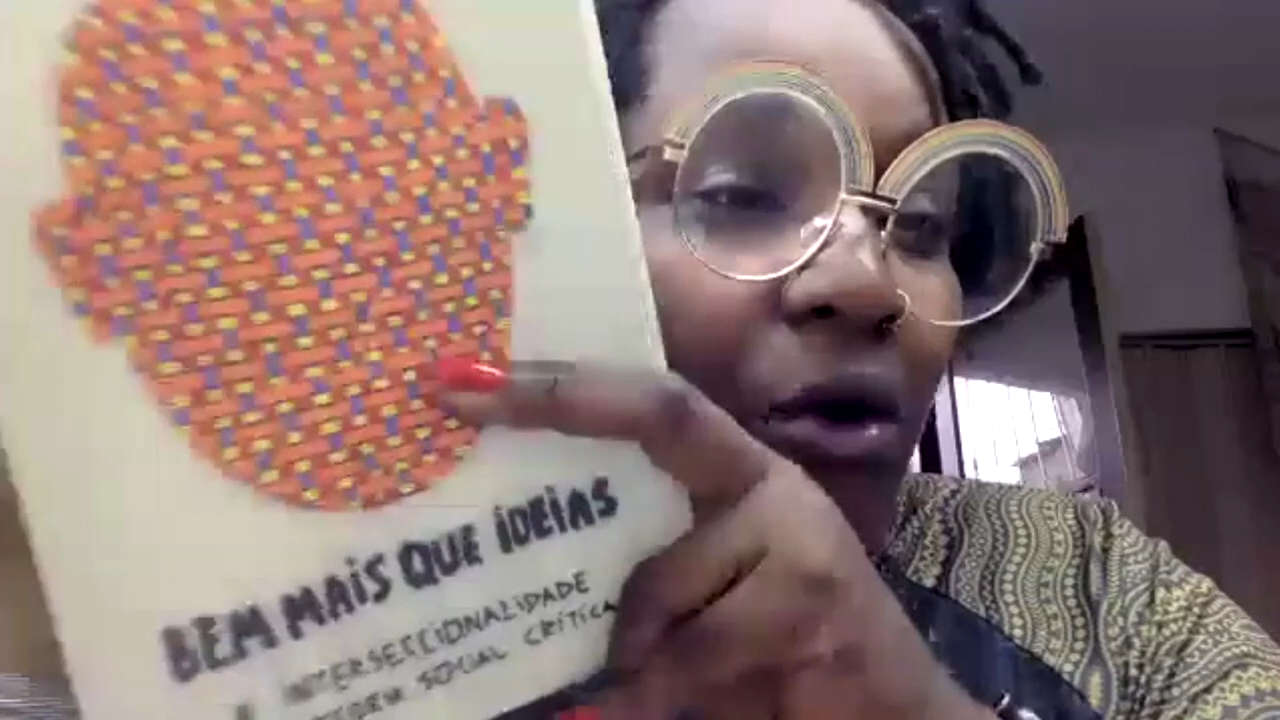 BEM MAIS QUE IDEIAS
A INTERSECCIONALIDADE
SOCIAL CRÍTICA